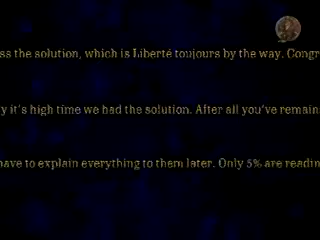 ss the solution, which is Liberté toujours by the way. Congr
y it's high time we had the solution. After all you've remain
have to explain everything to them later. Only 5% are readin